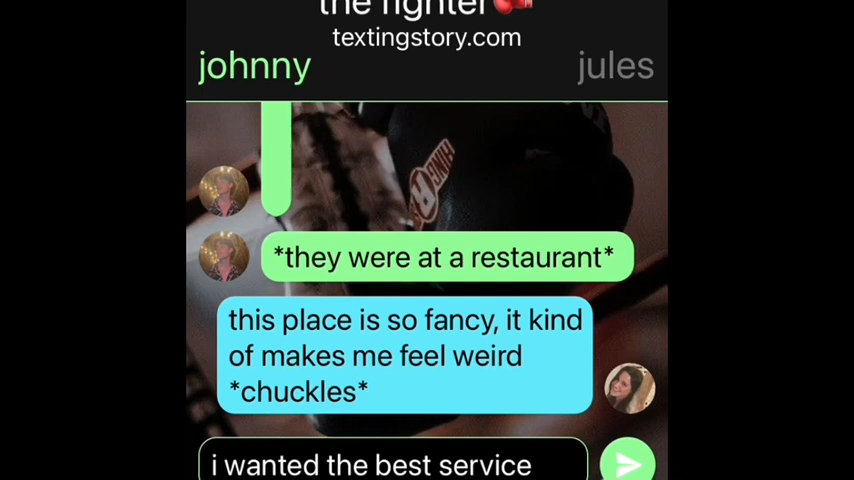 the fighter
textingstory.com
johnny
jules
*they were at a restaurant*
this place is so fancy, it kind
of makes me feel weird
*chuckles*
i wanted the best service